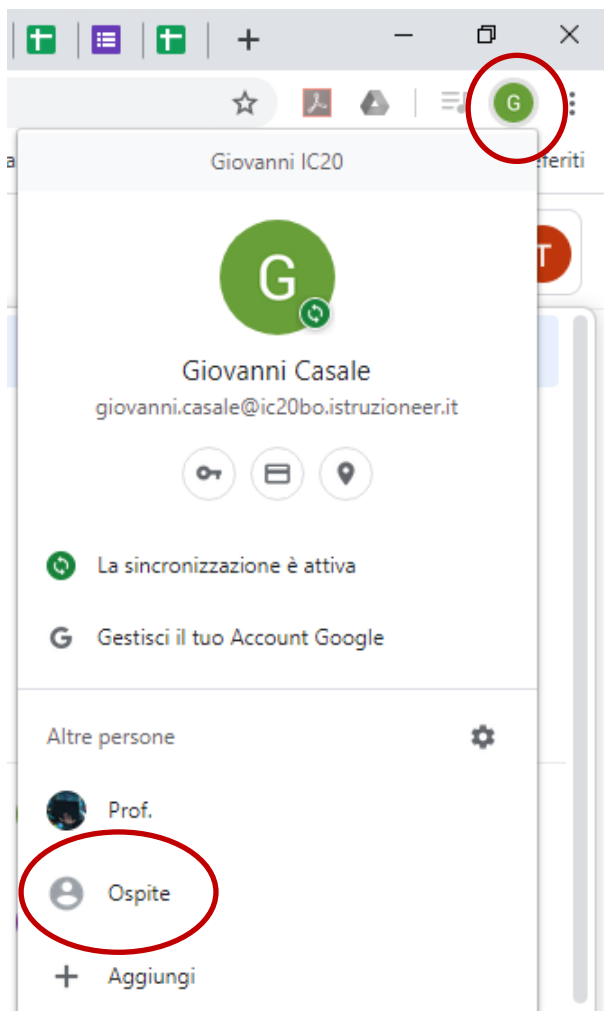 G
a
Giovanni IC20
eferiti
G
T
Giovanni Casale
giovanni.casale@ic20bo.istruzioneer.it
La sincronizzazione è attiva
G Gestisci il tuo Account Google
Altre persone
Prof.
Ospite
+ Aggiungi